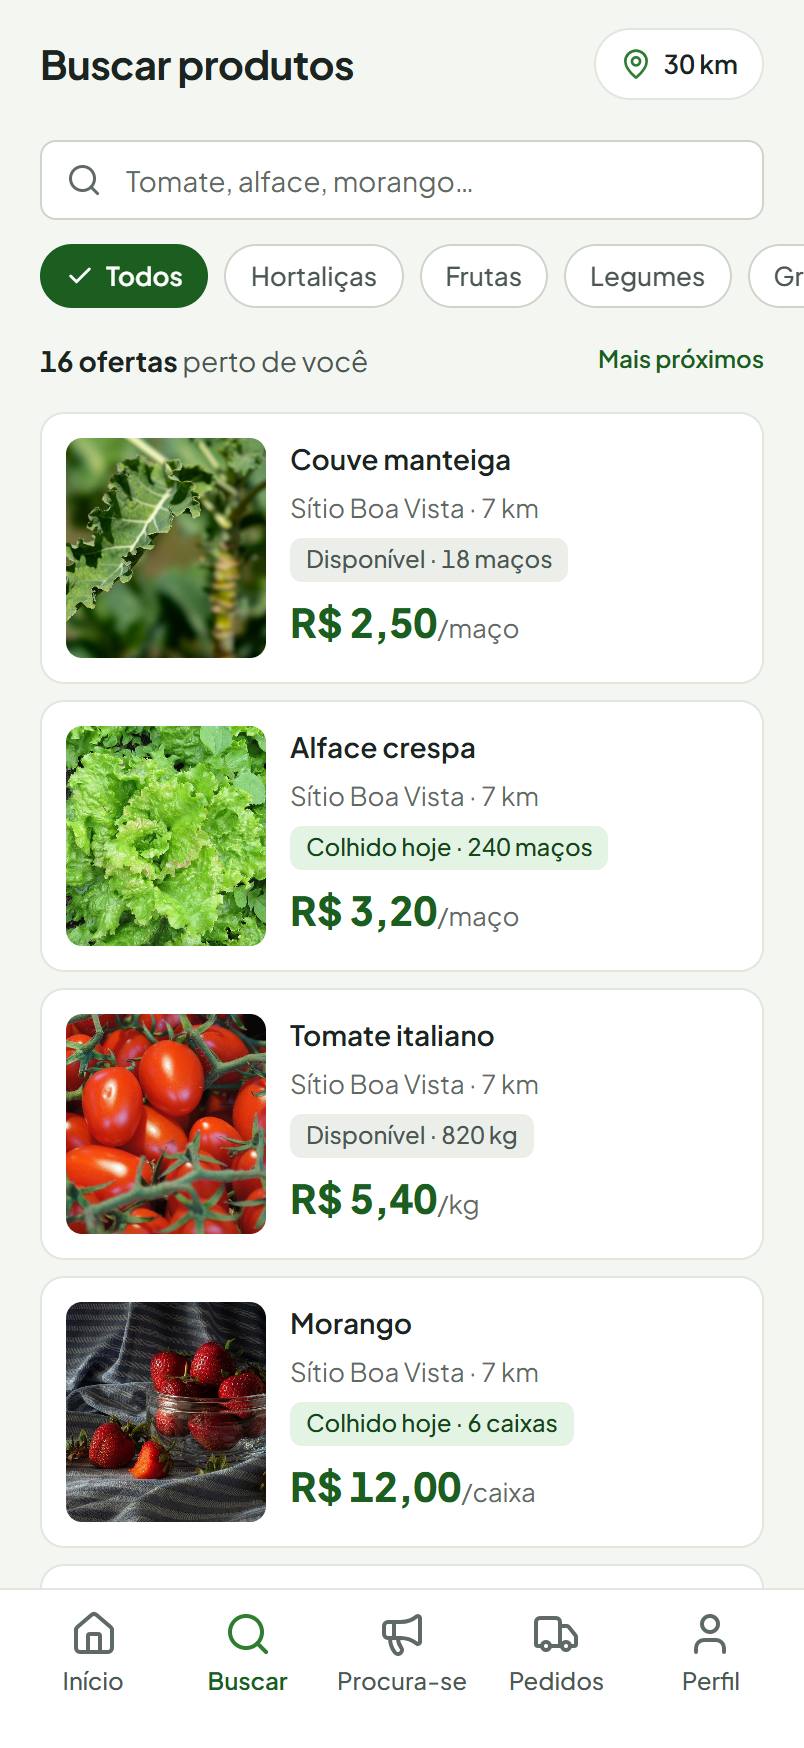 Buscar produtos
30 km
Tomate, alface, morango…
Todos
Hortaliças
Frutas
Legumes
Gr
16 ofertas perto de você
Mais próximos
Couve manteiga
Sítio Boa Vista · 7 km
Disponível · 18 maços
R$ 2,50/maço
Alface crespa
Sítio Boa Vista · 7 km
Colhido hoje · 240 maços
R$ 3,20/maço
Tomate italiano
Sítio Boa Vista · 7 km
Disponível · 820 kg
R$ 5,40/kg
Morango
Sítio Boa Vista · 7 km
Colhido hoje · 6 caixas
R$ 12,00/caixa
Início
Buscar
Procura-se
Pedidos
Perfil